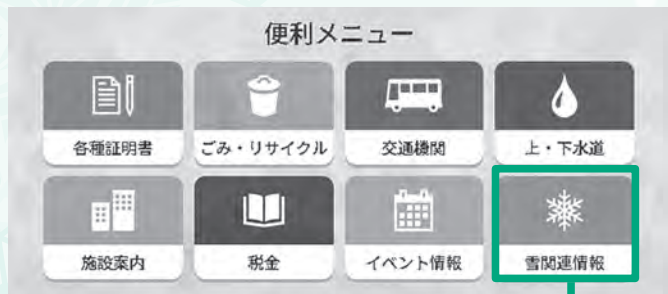 便利メニュー
各種証明書
ごみ・リサイクル
交通機関
上・下水道
施設案内
税金
イベント情報
雪関連情報